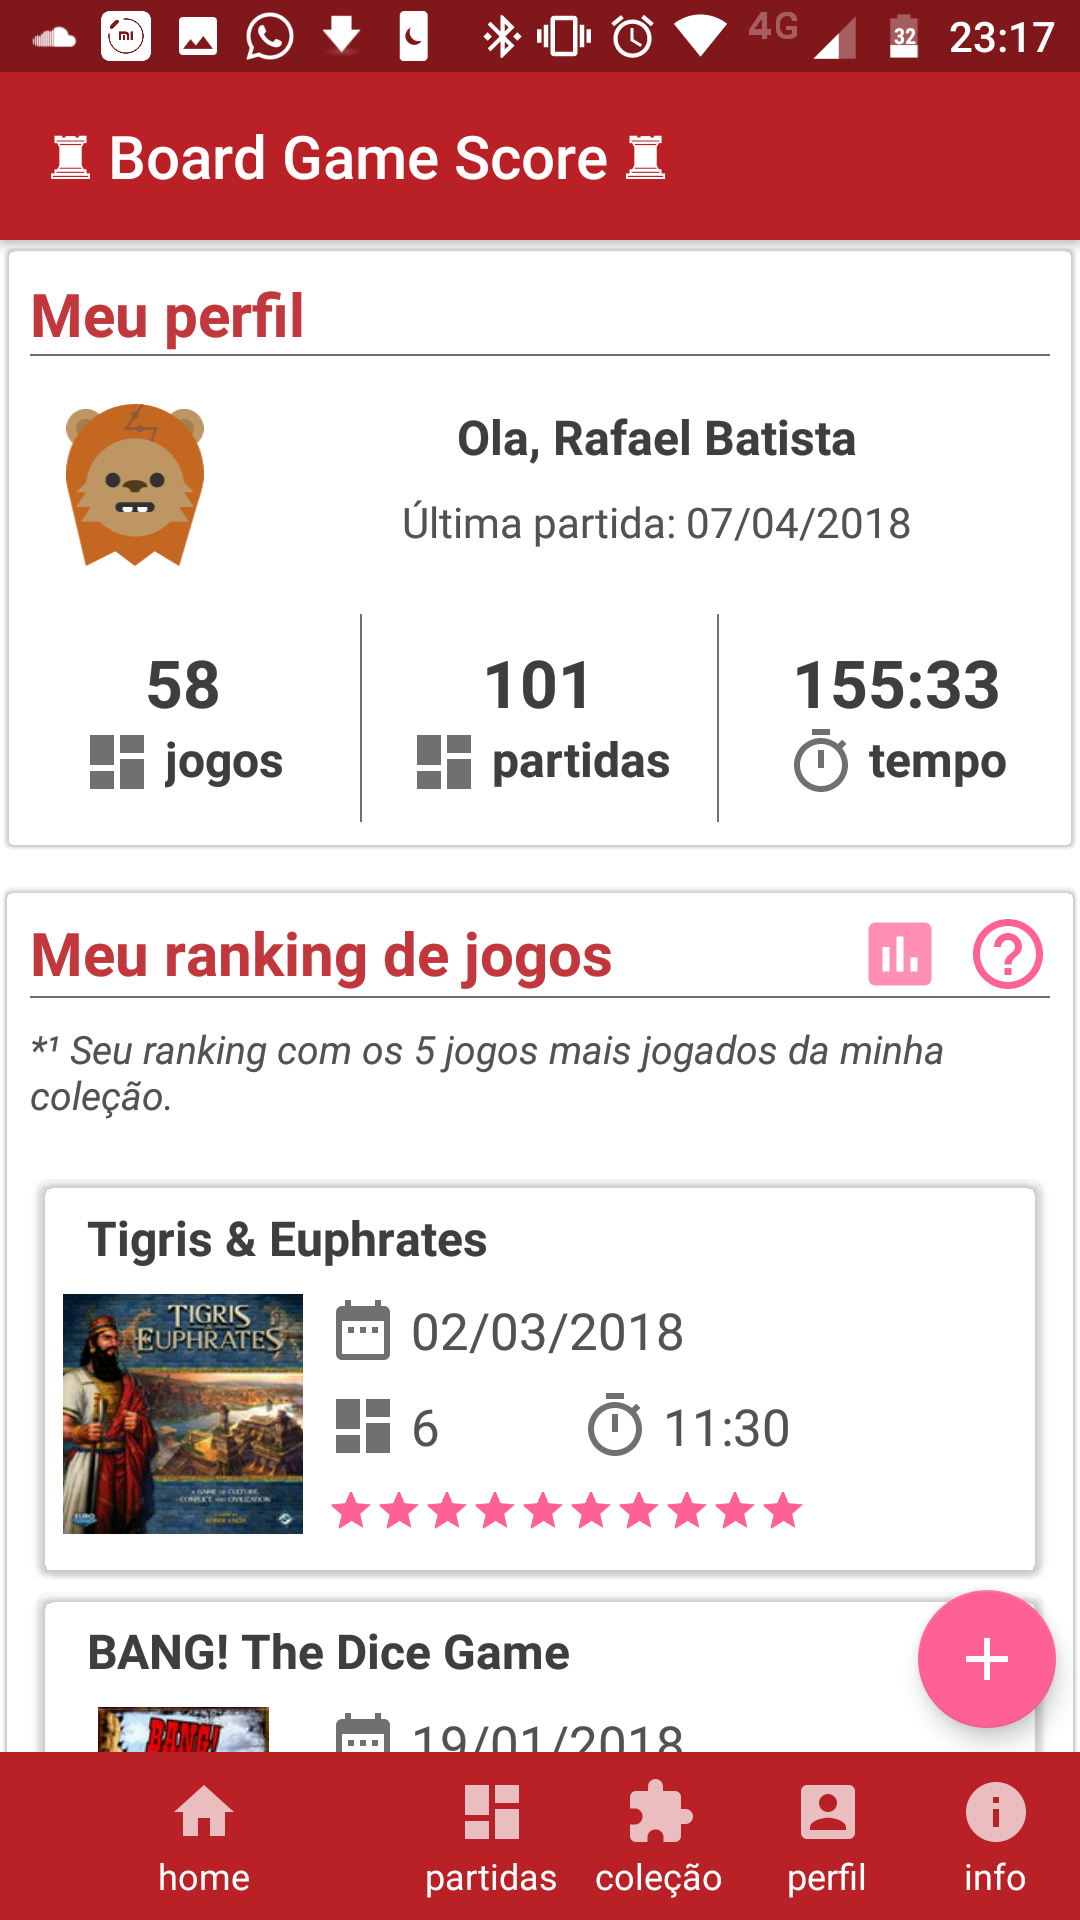 4G 32 23:17
Board Game Score
Meu perfil
Ola, Rafael Batista
Última partida: 07/04/2018
58 101 155:33
jogos partidas tempo
Meu ranking de jogos
*¹ Seu ranking com os 5 jogos mais jogados da minha
coleção.
Tigris & Euphrates
TIGRIS
& EUPHRATES
02/03/2018
6 11:30
A GAME OF CULTURE,
CONFLICT, AND CIVILIZATION
BANG! The Dice Game
BANG!
19/01/2018
home partidas coleção perfil info